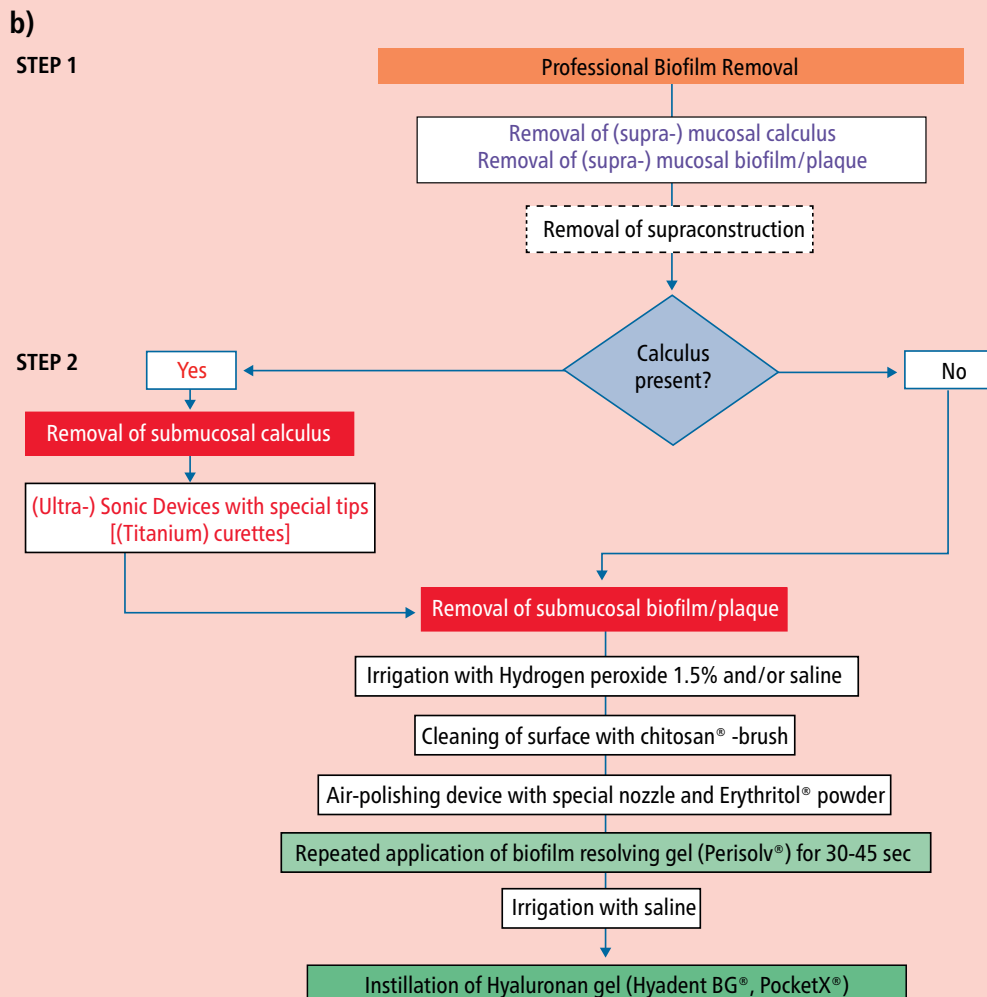 b)
STEP 1
Professional Biofilm Removal
Removal of (supra-) mucosal calculus
Removal of (supra-) mucosal biofilm/plaque
Removal of supraconstruction
Calculus
present?
STEP 2
Yes
No
Removal of submucosal calculus
(Ultra-) Sonic Devices with special tips
[(Titanium) curettes]
Removal of submucosal biofilm/plaque
Irrigation with Hydrogen peroxide 1.5% and/or saline
Cleaning of surface with chitosan® -brush
Air-polishing device with special nozzle and Erythritol® powder
Repeated application of biofilm resolving gel (Perisolv®) for 30-45 sec
Irrigation with saline
Instillation of Hyaluronan gel (Hyadent BG®, PocketX®)